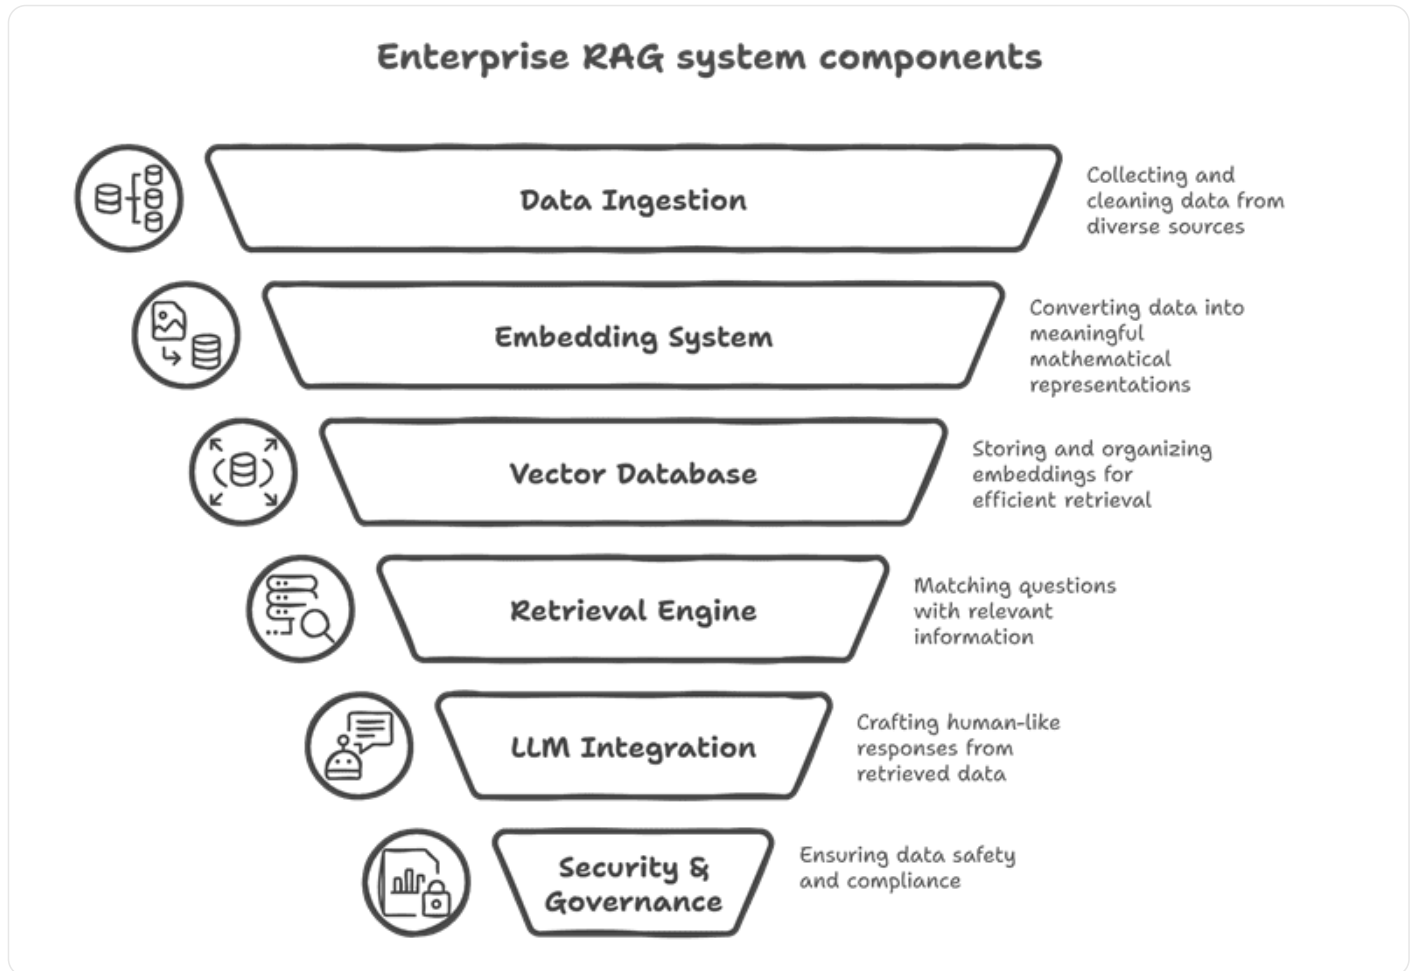 Enterprise RAG system components
Data Ingestion
Collecting and
cleaning data from
diverse sources
Embedding System
Converting data into
meaningful
mathematical
representations
Vector Database
Storing and organizing
embeddings for
efficient retrieval
Retrieval Engine
Matching questions
with relevant
information
LLM Integration
Crafting human-like
responses from
retrieved data
Security &
Governance
Ensuring data safety
and compliance